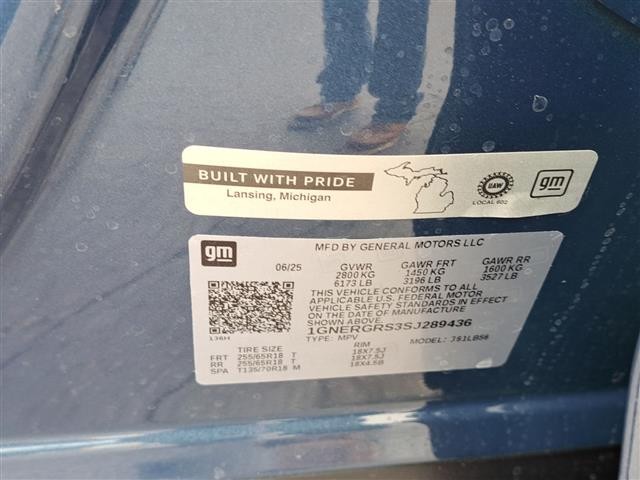 BUILT WITH PRIDE
Lansing, Michigan
UAW
LOCAL 602
gm
gm
MFD BY GENERAL MOTORS LLC
06/25 GVWR GAWR FRT GAWR RR
2800 KG 1450 KG 1600 KG
6173 LB 3196 LB 3527 LB
THIS VEHICLE CONFORMS TO ALL
APPLICABLE U.S. FEDERAL MOTOR
VEHICLE SAFETY STANDARDS IN EFFECT
ON THE DATE OF MANUFACTURE SHOWN ABOVE.
1GNERGRS3SJ289436
136H
TYPE: MPV MODEL: JS1LB56
TIRE SIZE RIM
FRT 255/65R18 T 18X7.5J
RR 255/65R18 T 18X7.5J
SPA T135/70R18 M 18X4.5B